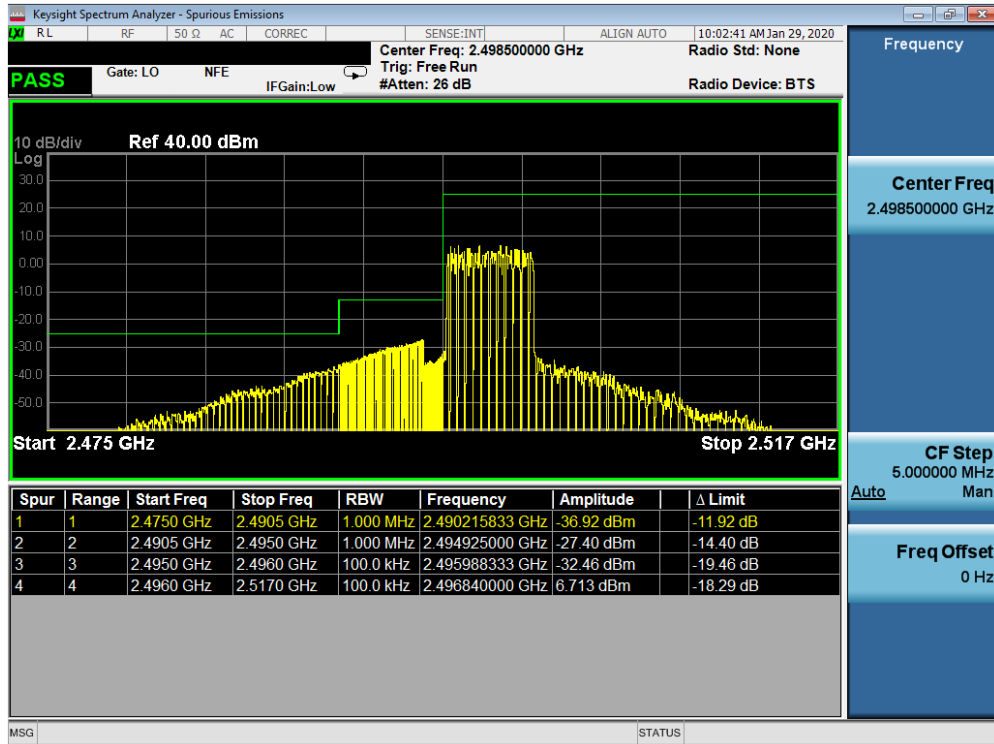 Keysight Spectrum Analyzer - Spurious Emissions
LXI RL RF 50 Ω AC CORREC SENSE:INT ALIGN AUTO 10:02:41 AM Jan 29, 2020
Center Freq: 2.498500000 GHz Radio Std: None
Trig: Free Run
PASS Gate: LO NFE
IFGain:Low #Atten: 26 dB Radio Device: BTS
Frequency
10 dB/div Ref 40.00 dBm
Log
30.0
20.0
10.0
0.00
-10.0
-20.0
-30.0
-40.0
-50.0
Start 2.475 GHz Stop 2.517 GHz
Center Freq
2.498500000 GHz
CF Step
5.000000 MHz
Auto Man
Freq Offset
0 Hz
Spur Range Start Freq Stop Freq RBW Frequency Amplitude Δ Limit
1 1 2.4750 GHz 2.4905 GHz 1.000 MHz 2.490215833 GHz -36.92 dBm -11.92 dB
2 2 2.4905 GHz 2.4950 GHz 1.000 MHz 2.494925000 GHz -27.40 dBm -14.40 dB
3 3 2.4950 GHz 2.4960 GHz 100.0 kHz 2.495988333 GHz -32.46 dBm -19.46 dB
4 4 2.4960 GHz 2.5170 GHz 100.0 kHz 2.496840000 GHz 6.713 dBm -18.29 dB
MSG STATUS